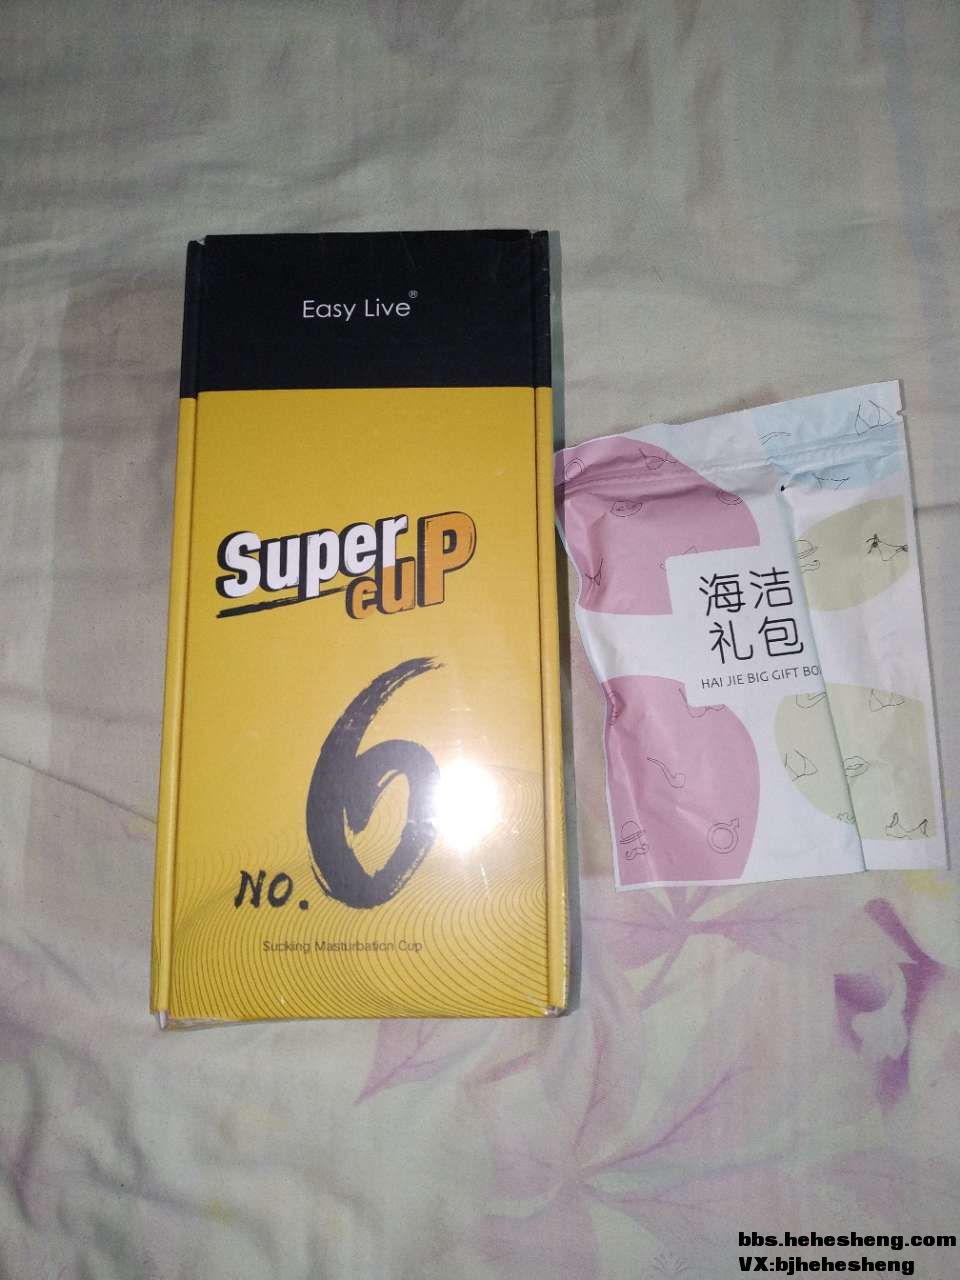 Easy Live®
Super
CUP
NO.6
Sucking Masturbation Cup
海洁
礼包
HAI JIE BIG GIFT BO
bbs.hehesheng.com
VX:bjhehesheng